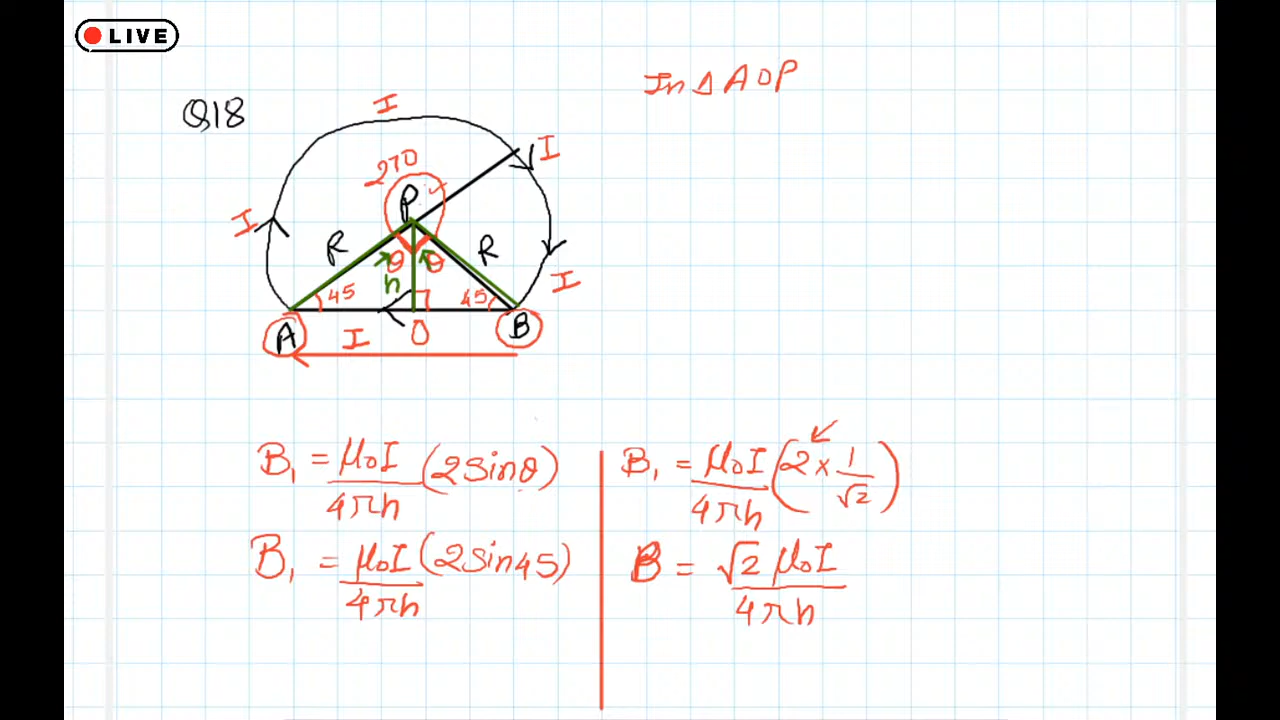 LIVE
In Δ AOP
Q18
I
I
270
I
P
R
R
θ θ
h
45
45
I
A
I
O
B
B₁ = μ₀I/4πh (2Sinθ)
B₁ = μ₀I/4πh (2Sin45)
B₁ = μ₀I/4πh (2 × 1/√2)
B = √2 μ₀I/4πh